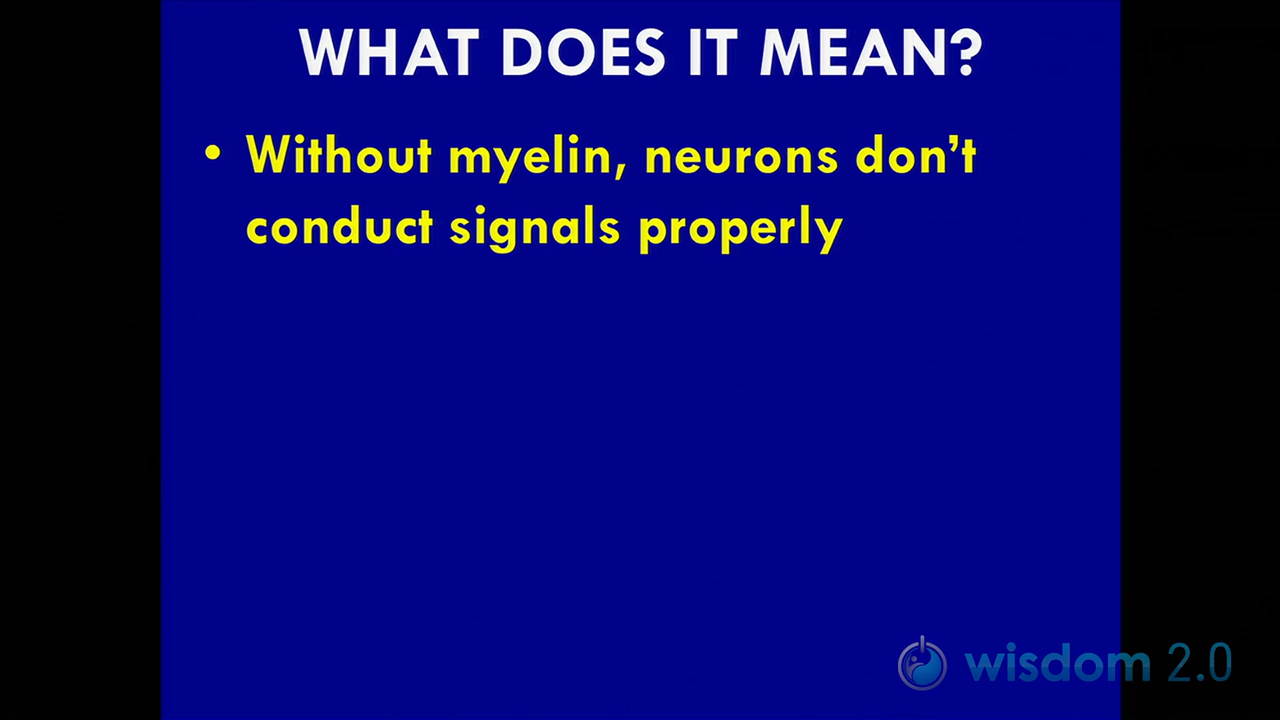 WHAT DOES IT MEAN?
• Without myelin, neurons don’t
conduct signals properly
wisdom 2.0